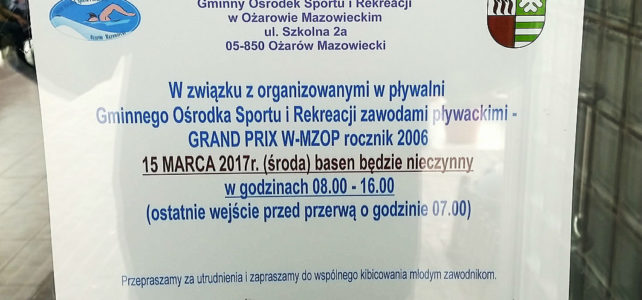 Gminny Ośrodek Sportu i Rekreacji
w Ożarowie Mazowieckim
ul. Szkolna 2a
05-850 Ożarów Mazowiecki
W związku z organizowanymi w pływalni
Gminnego Ośrodka Sportu i Rekreacji zawodami pływackimi -
GRAND PRIX W-MZOP rocznik 2006
15 MARCA 2017r. (środa) basen będzie nieczynny
w godzinach 08.00 - 16.00
(ostatnie wejście przed przerwą o godzinie 07.00)
Przepraszamy za utrudnienia i zapraszamy do wspólnego kibicowania młodym zawodnikom.